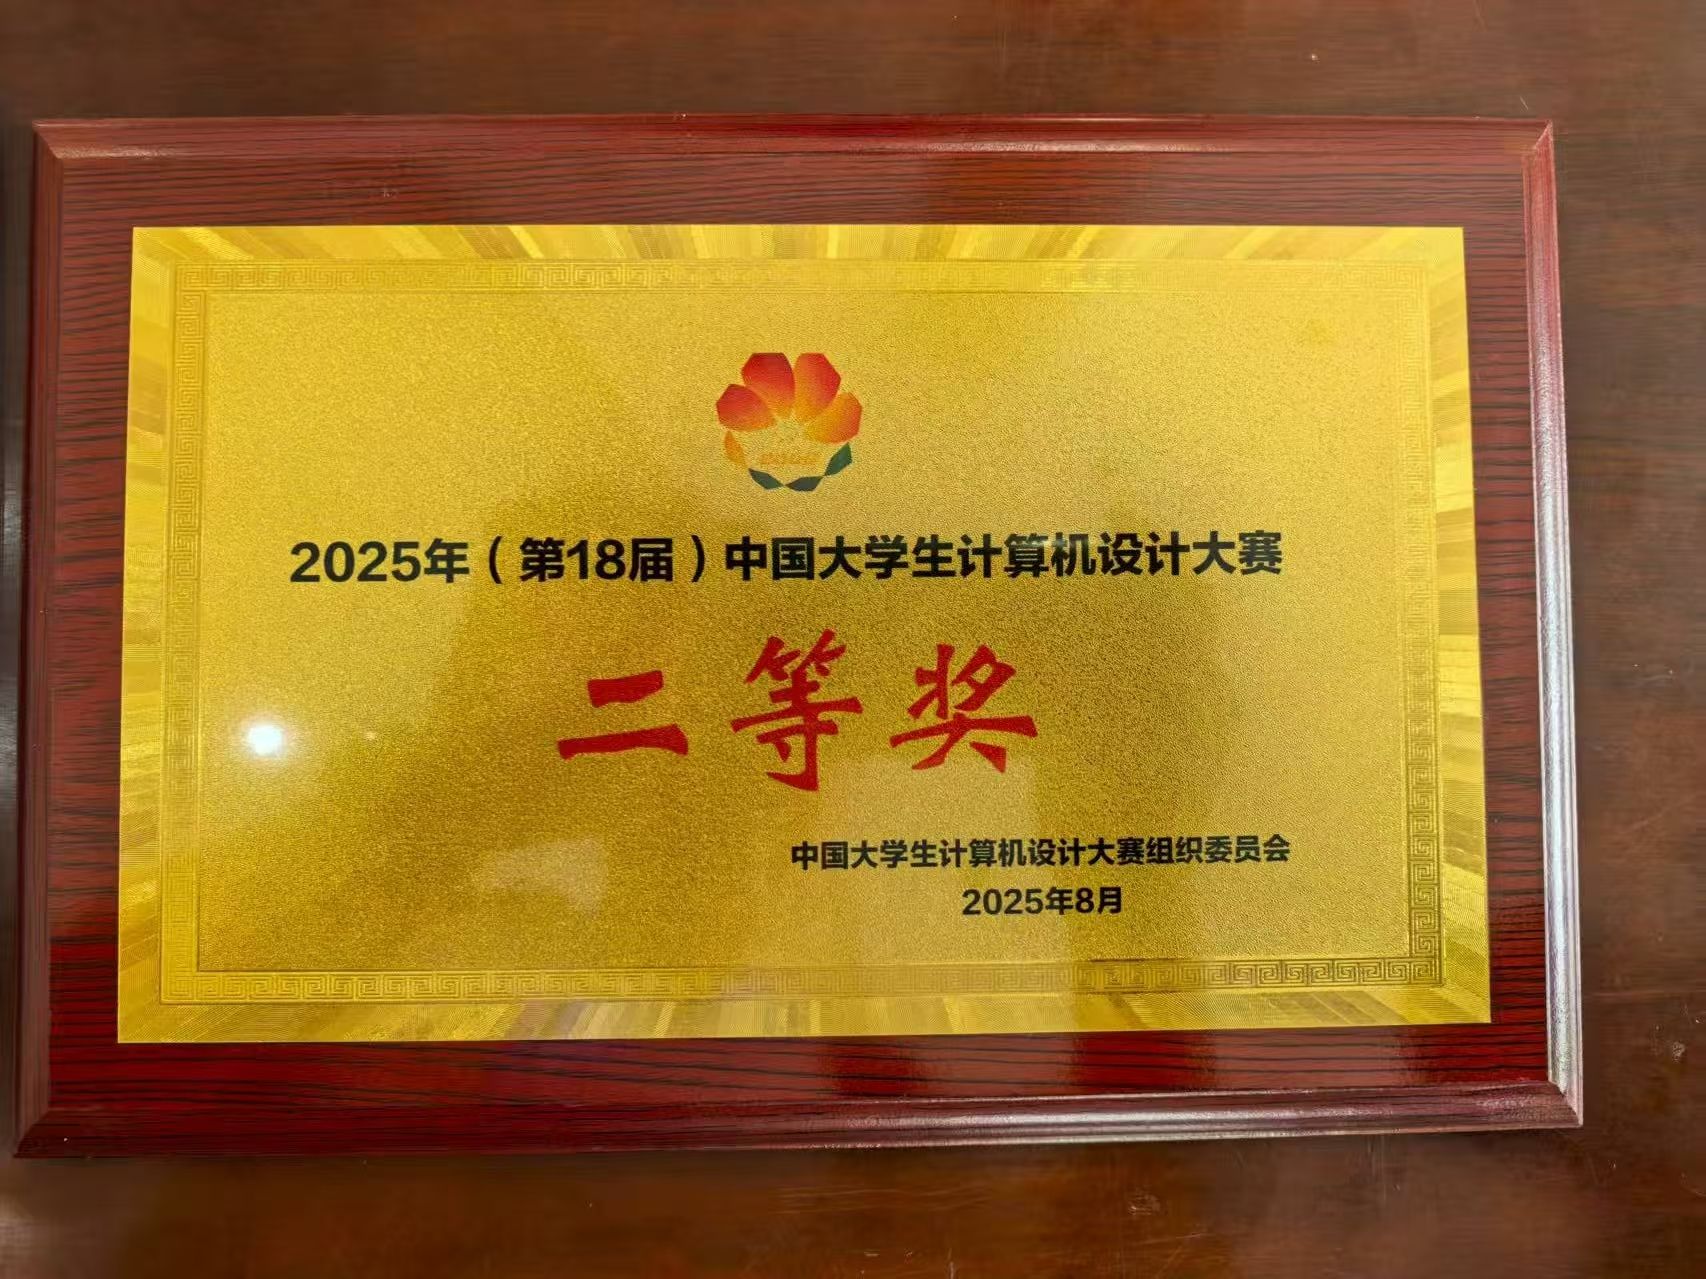 2025年（第18届）中国大学生计算机设计大赛
二等奖
中国大学生计算机设计大赛组织委员会
2025年8月